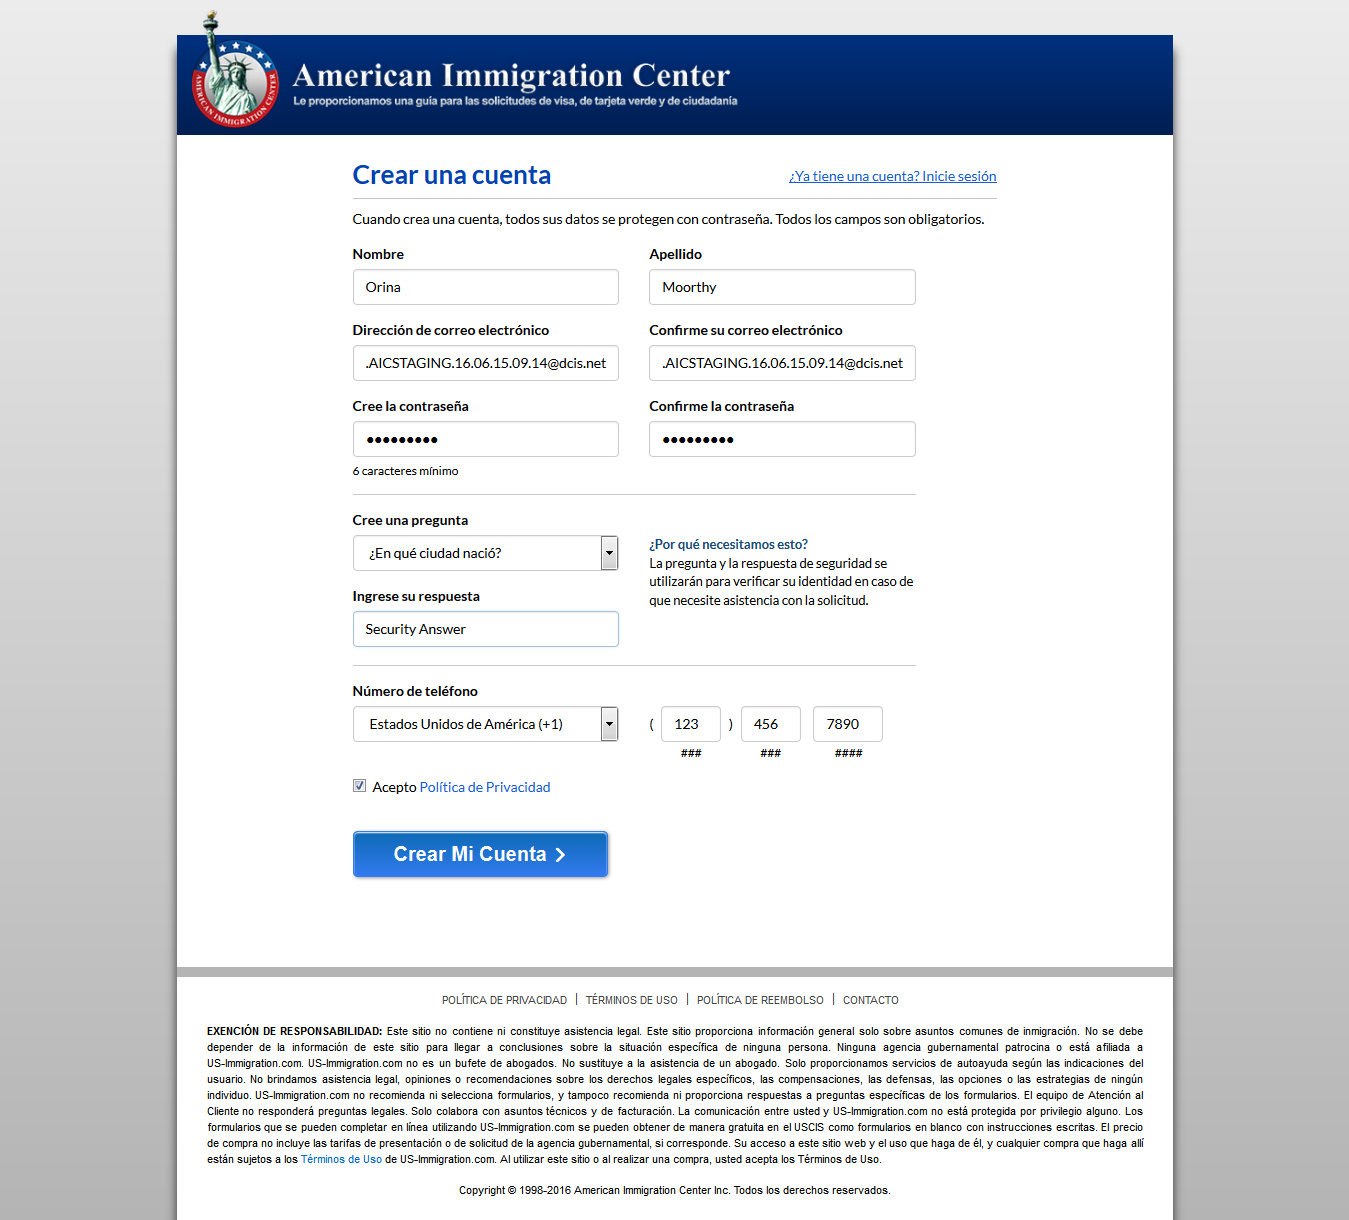 AMERICAN IMMIGRATION CENTER
American Immigration Center
Le proporcionamos una guía para las solicitudes de visa, de tarjeta verde y de ciudadanía
Crear una cuenta
¿Ya tiene una cuenta? Inicie sesión
Cuando crea una cuenta, todos sus datos se protegen con contraseña. Todos los campos son obligatorios.
Nombre Apellido
Orina Moorthy
Dirección de correo electrónico Confirme su correo electrónico
.AICSTAGING.16.06.15.09.14@dcis.net .AICSTAGING.16.06.15.09.14@dcis.net
Cree la contraseña Confirme la contraseña
••••••••• •••••••••
6 caracteres mínimo
Cree una pregunta
¿En qué ciudad nació?
¿Por qué necesitamos esto?
La pregunta y la respuesta de seguridad se
utilizarán para verificar su identidad en caso de
que necesite asistencia con la solicitud.
Ingrese su respuesta
Security Answer
Número de teléfono
Estados Unidos de América (+1) ( 123 ) 456 7890
### ### ####
Acepto Política de Privacidad
Crear Mi Cuenta >
POLÍTICA DE PRIVACIDAD | TÉRMINOS DE USO | POLÍTICA DE REEMBOLSO | CONTACTO
EXENCIÓN DE RESPONSABILIDAD: Este sitio no contiene ni constituye asistencia legal. Este sitio proporciona información general solo sobre asuntos comunes de inmigración. No se debe
depender de la información de este sitio para llegar a conclusiones sobre la situación específica de ninguna persona. Ninguna agencia gubernamental patrocina o está afiliada a
US-Immigration.com. US-Immigration.com no es un bufete de abogados. No sustituye a la asistencia de un abogado. Solo proporcionamos servicios de autoayuda según las indicaciones del
usuario. No brindamos asistencia legal, opiniones o recomendaciones sobre los derechos legales específicos, las compensaciones, las defensas, las opciones o las estrategias de ningún
individuo. US-Immigration.com no recomienda ni selecciona formularios, y tampoco recomienda ni proporciona respuestas a preguntas específicas de los formularios. El equipo de Atención al
Cliente no responderá preguntas legales. Solo colabora con asuntos técnicos y de facturación. La comunicación entre usted y US-Immigration.com no está protegida por privilegio alguno. Los
formularios que se pueden completar en línea utilizando US-Immigration.com se pueden obtener de manera gratuita en el USCIS como formularios en blanco con instrucciones escritas. El precio
de compra no incluye las tarifas de presentación o de solicitud de la agencia gubernamental, si corresponde. Su acceso a este sitio web y el uso que haga de él, y cualquier compra que haga allí
están sujetos a los Términos de Uso de US-Immigration.com. Al utilizar este sitio o al realizar una compra, usted acepta los Términos de Uso.
Copyright © 1998-2016 American Immigration Center Inc. Todos los derechos reservados.